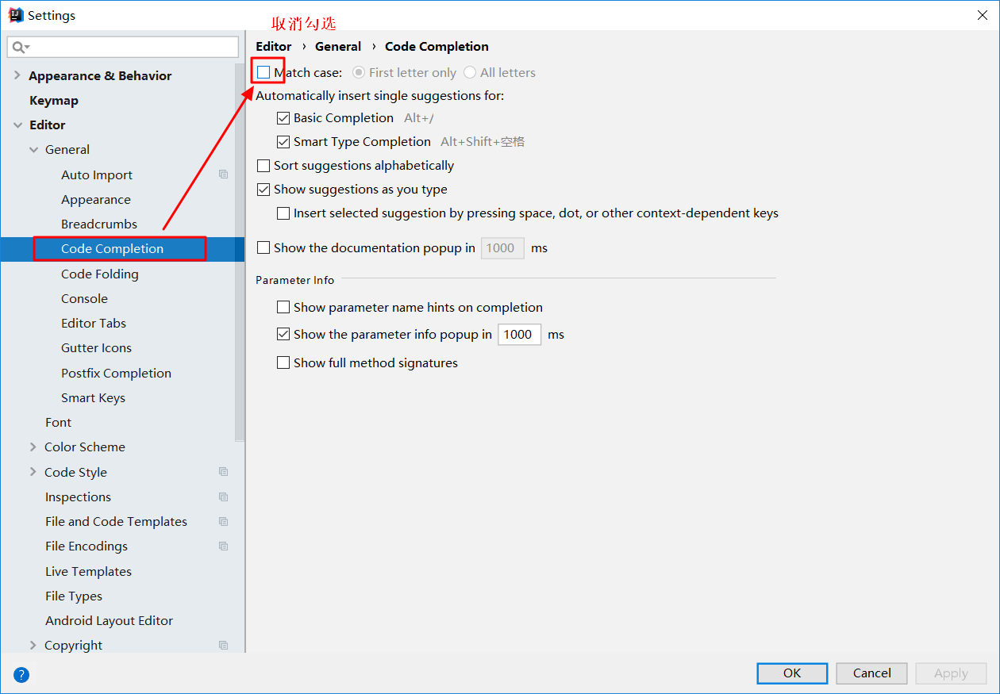 Settings
取消勾选
Appearance & Behavior
Keymap
Editor
General
Auto Import
Appearance
Breadcrumbs
Code Completion
Code Folding
Console
Editor Tabs
Gutter Icons
Postfix Completion
Smart Keys
Font
Color Scheme
Code Style
Inspections
File and Code Templates
File Encodings
Live Templates
File Types
Android Layout Editor
Copyright
Editor › General › Code Completion
Match case: First letter only All letters
Automatically insert single suggestions for:
Basic Completion Alt+/
Smart Type Completion Alt+Shift+空格
Sort suggestions alphabetically
Show suggestions as you type
Insert selected suggestion by pressing space, dot, or other context-dependent keys
Show the documentation popup in 1000 ms
Parameter Info
Show parameter name hints on completion
Show the parameter info popup in 1000 ms
Show full method signatures
?
OK Cancel Apply